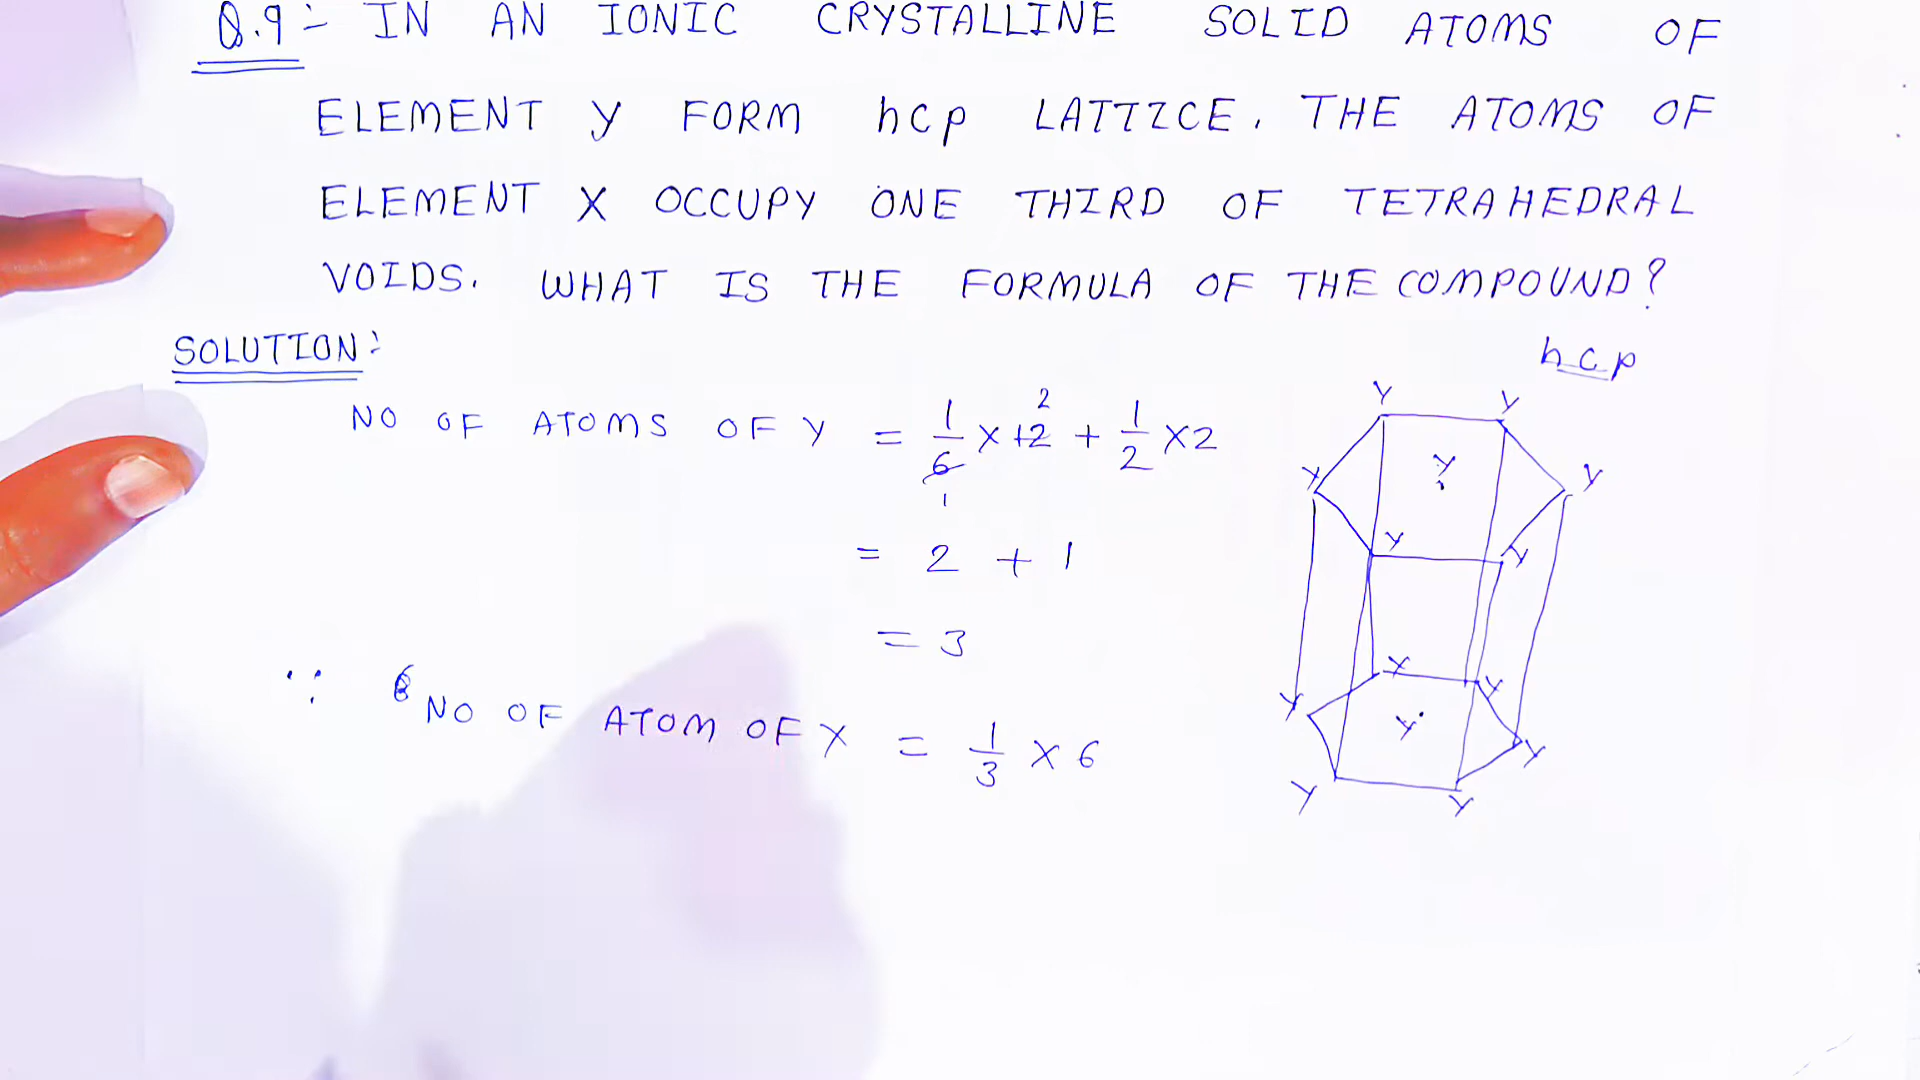 Q.9:- IN AN IONIC CRYSTALLINE SOLID ATOMS OF
ELEMENT Y FORM hcp LATTICE. THE ATOMS OF
ELEMENT X OCCUPY ONE THIRD OF TETRAHEDRAL
VOIDS. WHAT IS THE FORMULA OF THE COMPOUND?
SOLUTION:
hcp
NO OF ATOMS OF Y = 1/6 × 12 + 1/2 × 2
2
1
= 2 + 1
= 3
∵ NO OF ATOM OF X = 1/3 × 6
Y Y
Y Y Y
Y Y
X Y
Y Y Y
Y Y